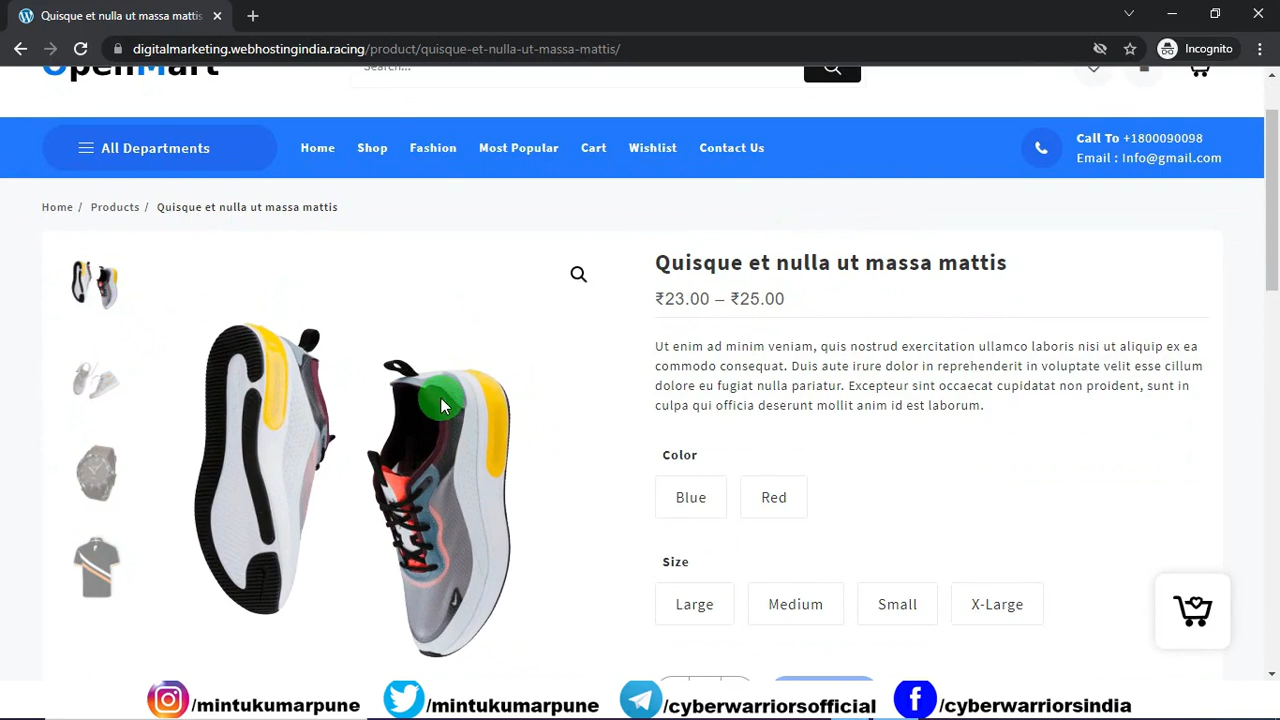 Quisque et nulla ut massa mattis
digitalmarketing.webhostingindia.racing/product/quisque-et-nulla-ut-massa-mattis/
Incognito
OpenMart
Search...
All Departments
Home
Shop
Fashion
Most Popular
Cart
Wishlist
Contact Us
Call To +1800090098
Email : Info@gmail.com
Home / Products / Quisque et nulla ut massa mattis
Quisque et nulla ut massa mattis
₹23.00 – ₹25.00
Ut enim ad minim veniam, quis nostrud exercitation ullamco laboris nisi ut aliquip ex ea
commodo consequat. Duis aute irure dolor in reprehenderit in voluptate velit esse cillum
dolore eu fugiat nulla pariatur. Excepteur sint occaecat cupidatat non proident, sunt in
culpa qui officia deserunt mollit anim id est laborum.
Color
Blue
Red
Size
Large
Medium
Small
X-Large
/mintukumarpune
/mintukumarpune
/cyberwarriorsofficial
/cyberwarriorsindia